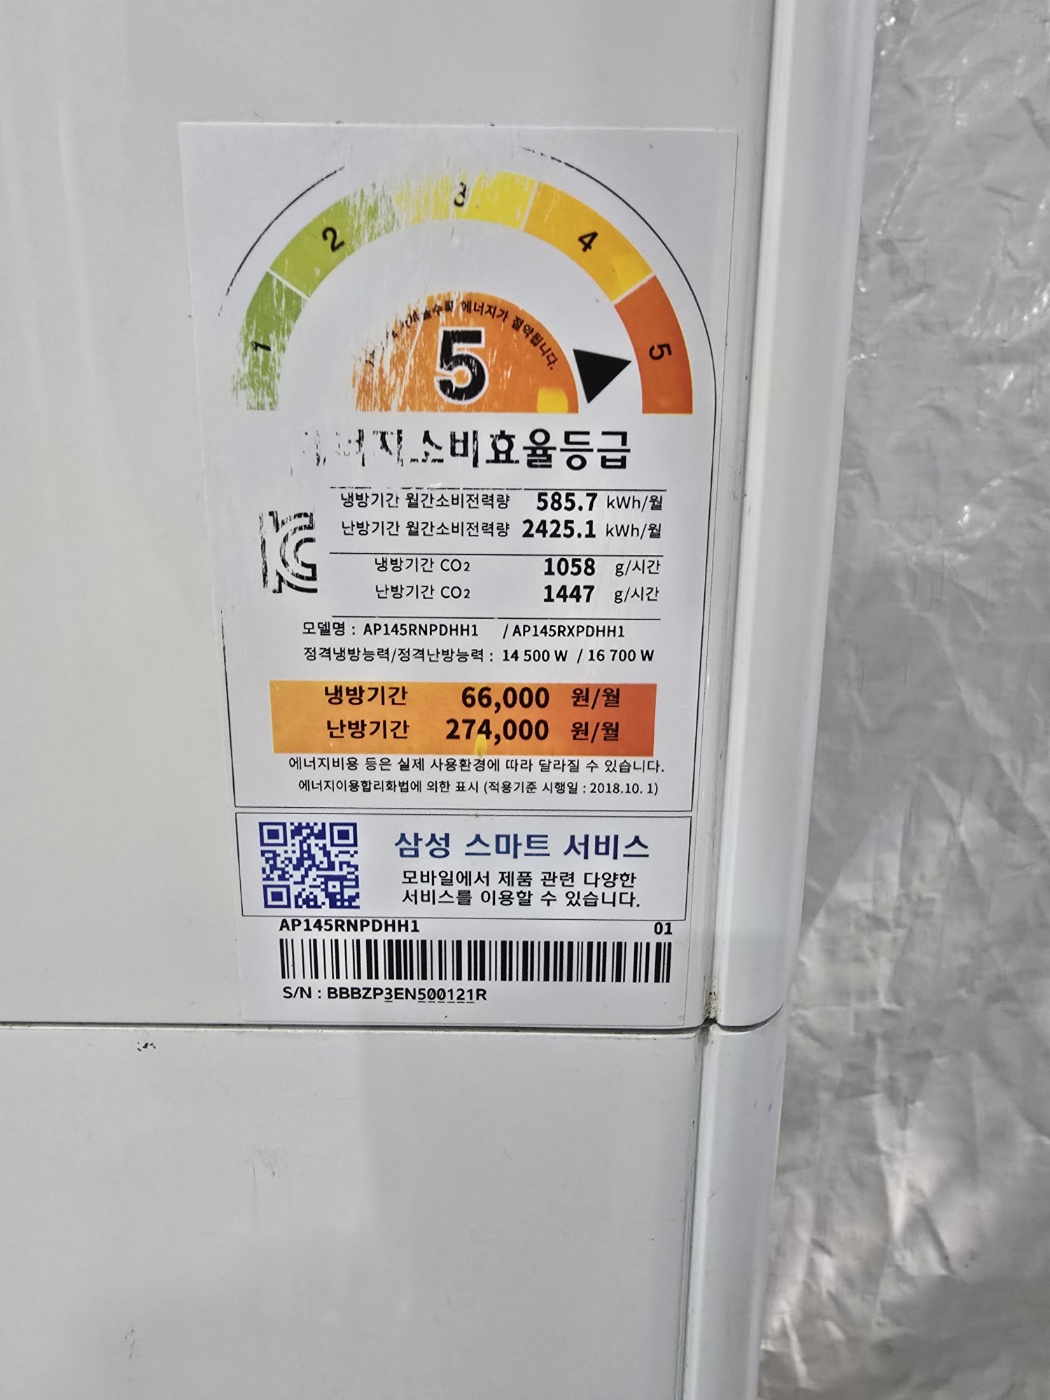 1 2 3 4 5
에너지가 절약됩니다.
5
에너지소비효율등급
냉방기간 월간소비전력량 585.7 kWh/월
난방기간 월간소비전력량 2425.1 kWh/월
냉방기간 CO2 1058 g/시간
난방기간 CO2 1447 g/시간
모델명 : AP145RNPDHH1 / AP145RXPDHH1
정격냉방능력/정격난방능력 : 14 500 W / 16 700 W
냉방기간 66,000 원/월
난방기간 274,000 원/월
에너지비용 등은 실제 사용환경에 따라 달라질 수 있습니다.
에너지이용합리화법에 의한 표시 (적용기준 시행일 : 2018.10. 1)
삼성 스마트 서비스
모바일에서 제품 관련 다양한
서비스를 이용할 수 있습니다.
AP145RNPDHH1 01
S/N : BBBZP3EN500121R